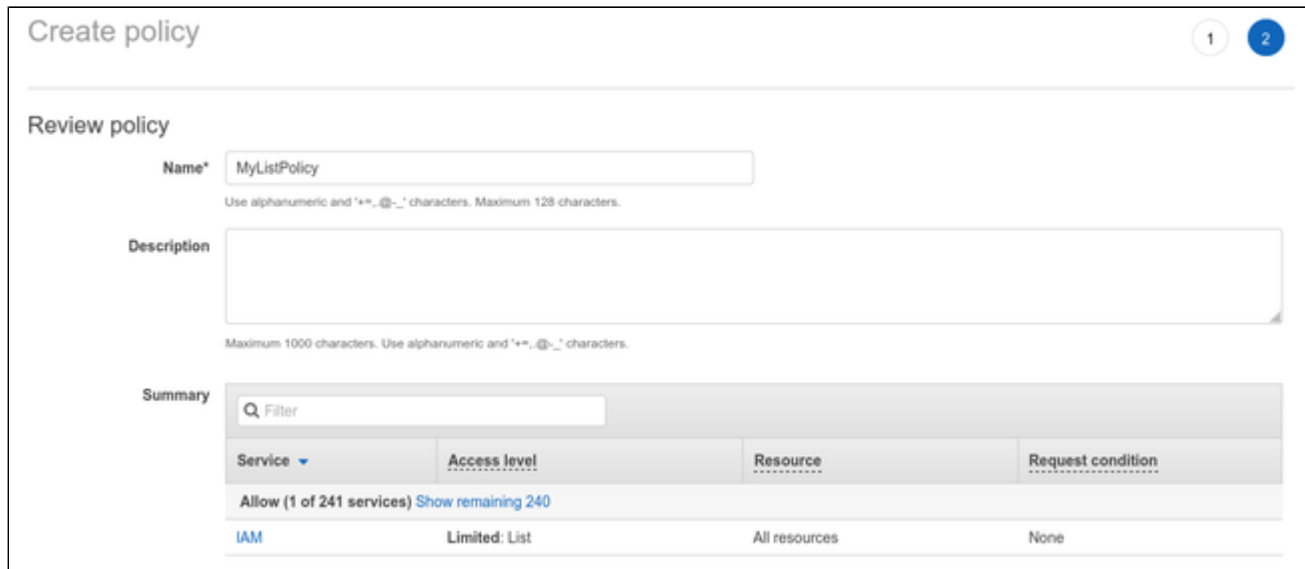 Create policy
1 2
Review policy
Name* MyListPolicy
Use alphanumeric and '+=,.@-_' characters. Maximum 128 characters.
Description
Maximum 1000 characters. Use alphanumeric and '+=,.@-_' characters.
Summary
Filter
Service Access level Resource Request condition
Allow (1 of 241 services) Show remaining 240
IAM Limited: List All resources None